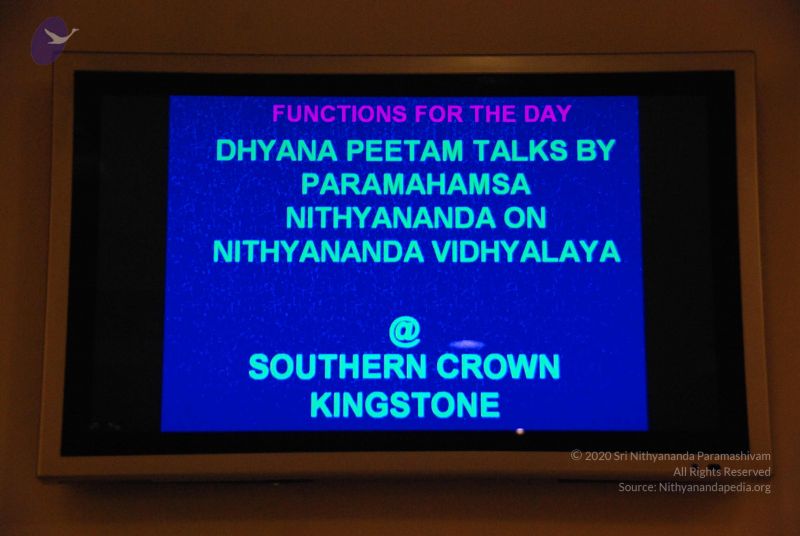 FUNCTIONS FOR THE DAY
DHYANA PEETAM TALKS BY
PARAMAHAMSA
NITHYANANDA ON
NITHYANANDA VIDHYALAYA
@
SOUTHERN CROWN
KINGSTONE
© 2020 Sri Nithyananda Paramashivam
All Rights Reserved
Source: Nithyanandapedia.org